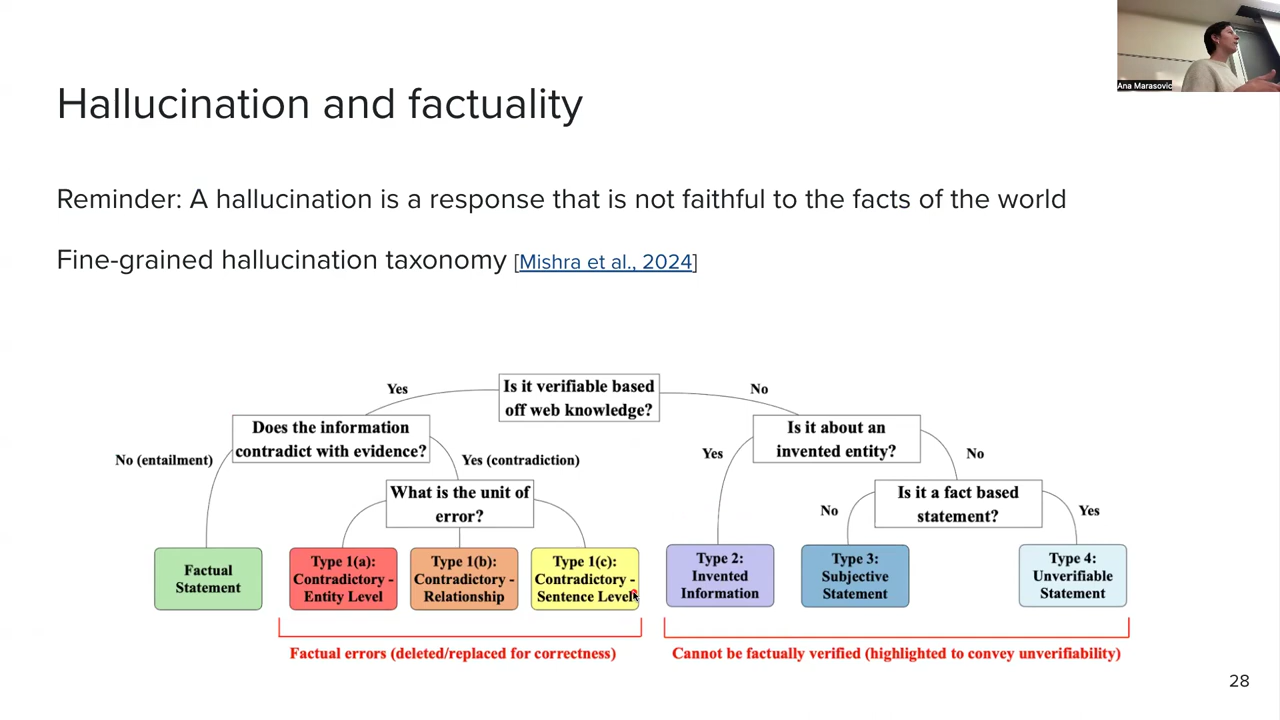 Ana Marasovic
Hallucination and factuality
Reminder: A hallucination is a response that is not faithful to the facts of the world
Fine-grained hallucination taxonomy [Mishra et al., 2024]
Is it verifiable based
off web knowledge?
Yes
No
Does the information
contradict with evidence?
Is it about an
invented entity?
No (entailment)
Yes (contradiction)
Yes
No
What is the unit of
error?
Is it a fact based
statement?
No
Yes
Factual
Statement
Type 1(a):
Contradictory -
Entity Level
Type 1(b):
Contradictory -
Relationship
Type 1(c):
Contradictory -
Sentence Level
Type 2:
Invented
Information
Type 3:
Subjective
Statement
Type 4:
Unverifiable
Statement
Factual errors (deleted/replaced for correctness)
Cannot be factually verified (highlighted to convey unverifiability)
28